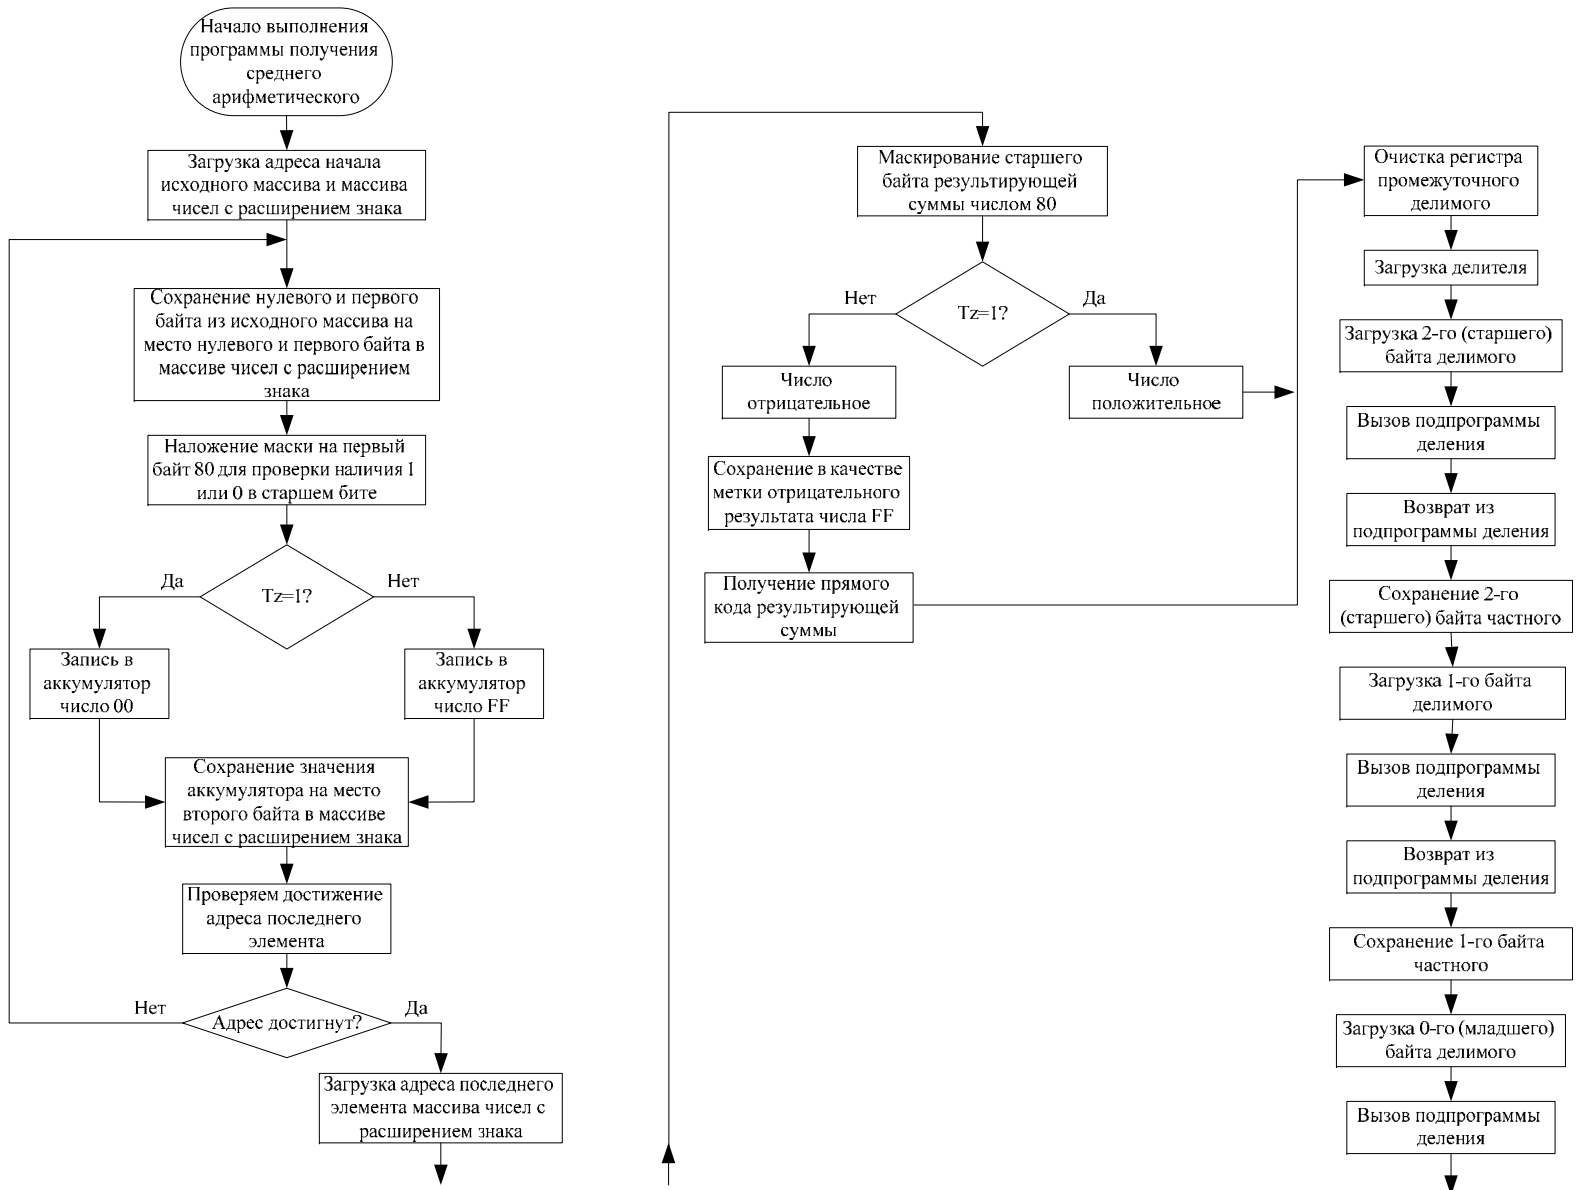 Начало выполнения
программы получения
среднего
арифметического
Загрузка адреса начала
исходного массива и массива
чисел с расширением знака
Сохранение нулевого и первого
байта из исходного массива на
место нулевого и первого байта в
массиве чисел с расширением
знака
Наложение маски на первый
байт 80 для проверки наличия 1
или 0 в старшем бите
Да
Нет
Tz=1?
Запись в
аккумулятор
число 00
Запись в
аккумулятор
число FF
Сохранение значения
аккумулятора на место
второго байта в массиве
чисел с расширением знака
Проверяем достижение
адреса последнего
элемента
Нет
Да
Адрес достигнут?
Загрузка адреса последнего
элемента массива чисел с
расширением знака
Маскирование старшего
байта результирующей
суммы числом 80
Нет
Да
Tz=1?
Число
отрицательное
Число
положительное
Сохранение в качестве
метки отрицательного
результата числа FF
Получение прямого
кода результирующей
суммы
Очистка регистра
промежуточного
делимого
Загрузка делителя
Загрузка 2-го (старшего)
байта делимого
Вызов подпрограммы
деления
Возврат из
подпрограммы деления
Сохранение 2-го
(старшего) байта частного
Загрузка 1-го байта
делимого
Вызов подпрограммы
деления
Возврат из
подпрограммы деления
Сохранение 1-го байта
частного
Загрузка 0-го (младшего)
байта делимого
Вызов подпрограммы
деления